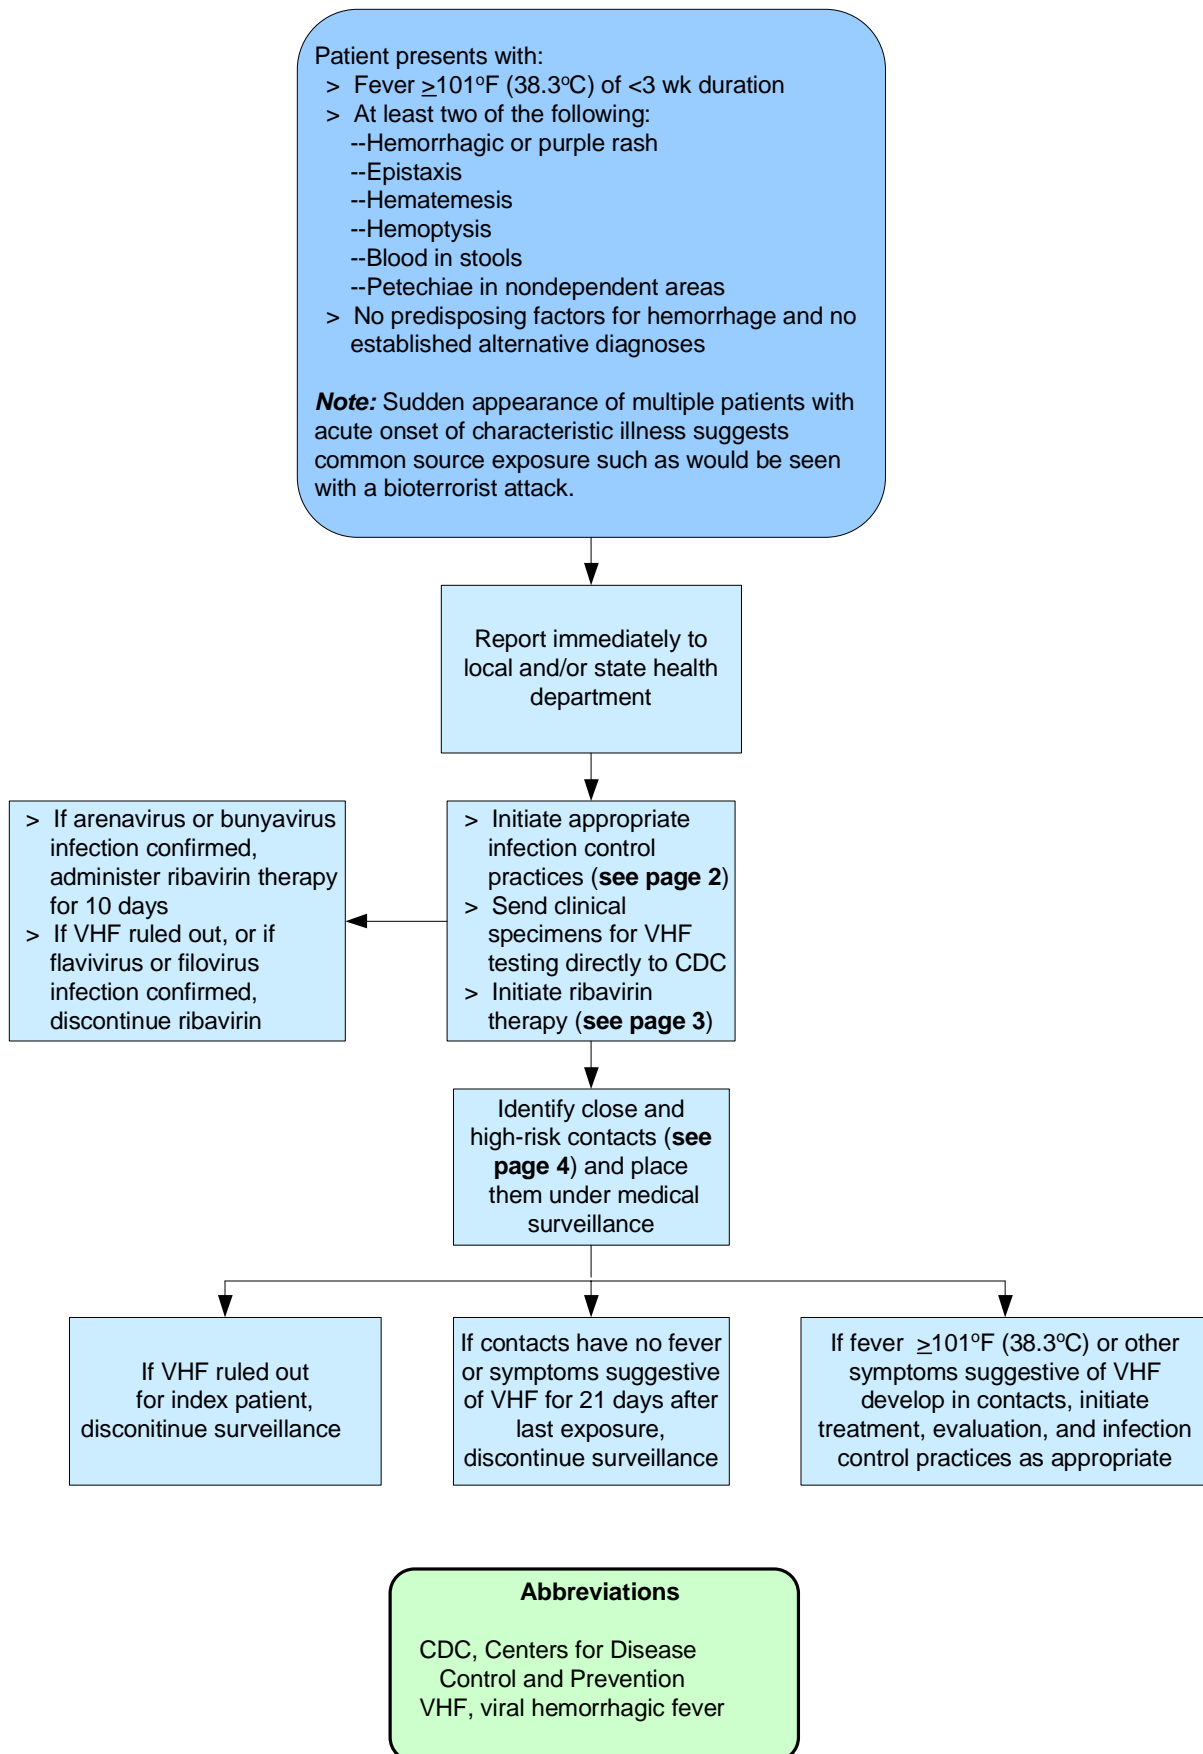 Patient presents with:
> Fever ≥101ºF (38.3ºC) of <3 wk duration
> At least two of the following:
--Hemorrhagic or purple rash
--Epistaxis
--Hematemesis
--Hemoptysis
--Blood in stools
--Petechiae in nondependent areas
> No predisposing factors for hemorrhage and no
established alternative diagnoses
Note: Sudden appearance of multiple patients with
acute onset of characteristic illness suggests
common source exposure such as would be seen
with a bioterrorist attack.
Report immediately to
local and/or state health
department
> If arenavirus or bunyavirus
infection confirmed,
administer ribavirin therapy
for 10 days
> If VHF ruled out, or if
flavivirus or filovirus
infection confirmed,
discontinue ribavirin
> Initiate appropriate
infection control
practices (see page 2)
> Send clinical
specimens for VHF
testing directly to CDC
> Initiate ribavirin
therapy (see page 3)
Identify close and
high-risk contacts (see
page 4) and place
them under medical
surveillance
If VHF ruled out
for index patient,
disconitinue surveillance
If contacts have no fever
or symptoms suggestive
of VHF for 21 days after
last exposure,
discontinue surveillance
If fever ≥101ºF (38.3ºC) or other
symptoms suggestive of VHF
develop in contacts, initiate
treatment, evaluation, and infection
control practices as appropriate
Abbreviations
CDC, Centers for Disease
Control and Prevention
VHF, viral hemorrhagic fever